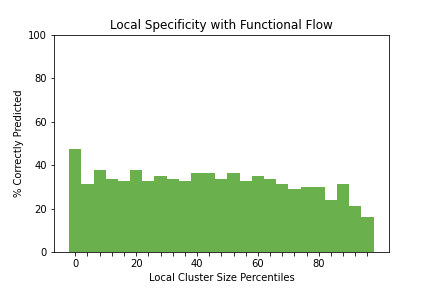 Local Specificity with Functional Flow
100
80
60
40
20
0
% Correctly Predicted
0 20 40 60 80
Local Cluster Size Percentiles